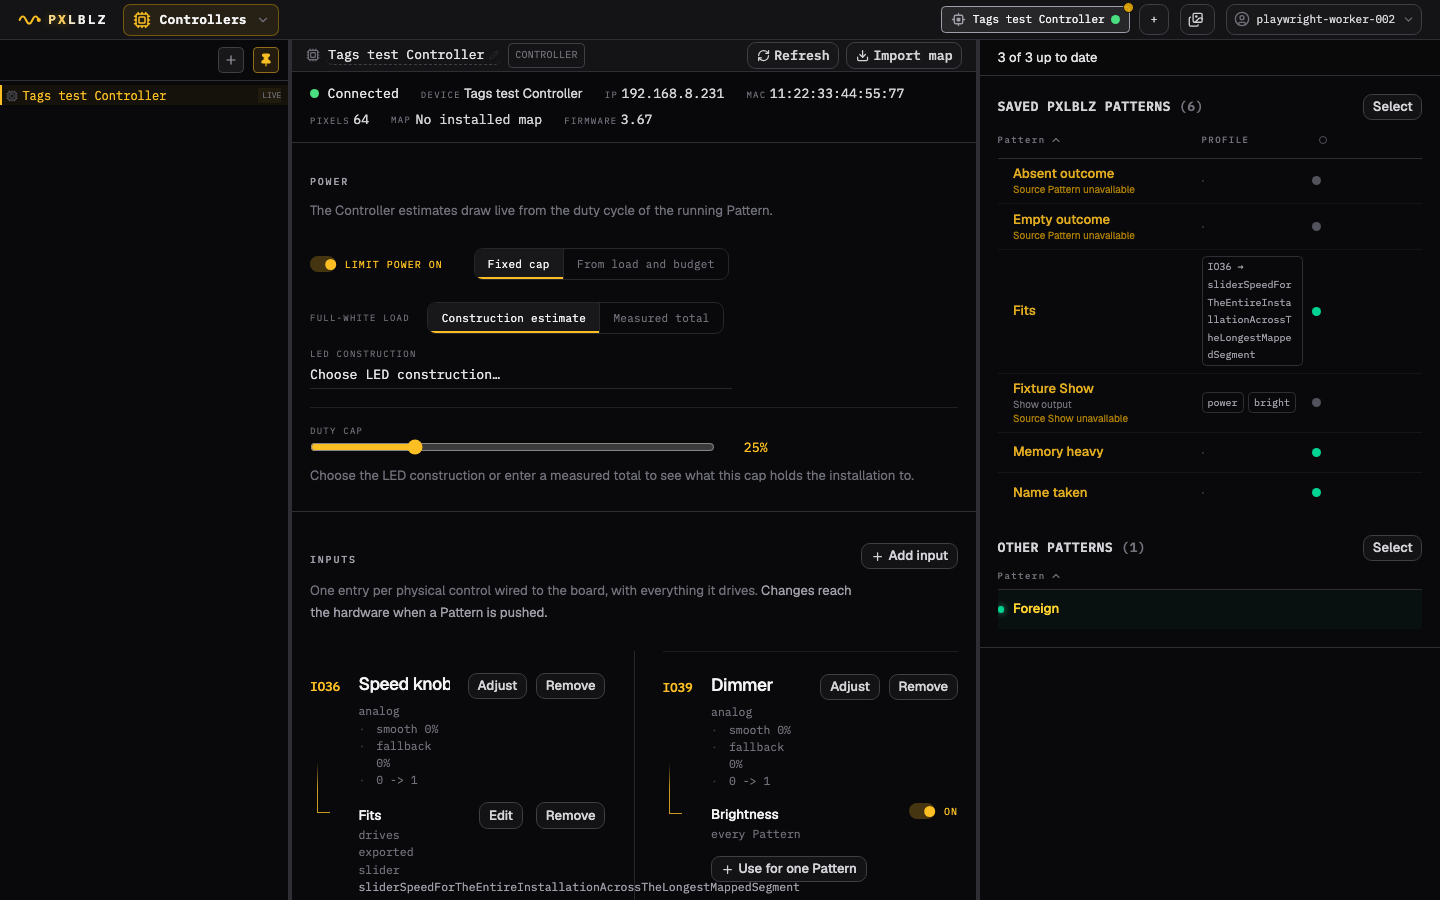 PXLBLZ
Controllers
Tags test Controller
+
playwright-worker-002
+
Tags test Controller
LIVE
Tags test Controller
CONTROLLER
Refresh
Import map
Connected
DEVICE Tags test Controller
IP 192.168.8.231
MAC 11:22:33:44:55:77
PIXELS 64
MAP No installed map
FIRMWARE 3.67
POWER
The Controller estimates draw live from the duty cycle of the running Pattern.
LIMIT POWER ON
Fixed cap
From load and budget
FULL-WHITE LOAD
Construction estimate
Measured total
LED CONSTRUCTION
Choose LED construction…
DUTY CAP
25%
Choose the LED construction or enter a measured total to see what this cap holds the installation to.
INPUTS
+ Add input
One entry per physical control wired to the board, with everything it drives. Changes reach
the hardware when a Pattern is pushed.
IO36
Speed knob
Adjust
Remove
analog
· smooth 0%
· fallback
0%
· 0 -> 1
Fits
Edit
Remove
drives
exported
slider
sliderSpeedForTheEntireInstallationAcrossTheLongestMappedSegment
IO39
Dimmer
Adjust
Remove
analog
· smooth 0%
· fallback
0%
· 0 -> 1
Brightness
ON
every Pattern
+ Use for one Pattern
3 of 3 up to date
SAVED PXLBLZ PATTERNS (6)
Select
Pattern
PROFILE
Absent outcome
Source Pattern unavailable
·
Empty outcome
Source Pattern unavailable
·
Fits
IO36 →
sliderSpeedFor
TheEntireInsta
llationAcrossT
heLongestMappe
dSegment
Fixture Show
Show output
Source Show unavailable
power
bright
Memory heavy
·
Name taken
·
OTHER PATTERNS (1)
Select
Pattern
Foreign